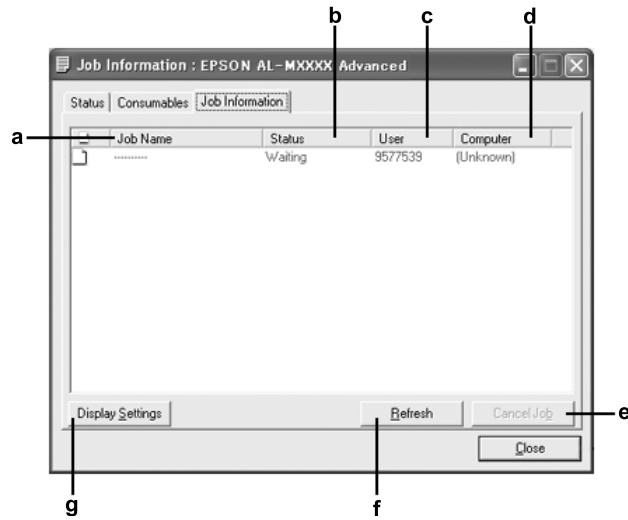 b c d
Job Information : EPSON AL-MXXXX Advanced
Status Consumables Job Information
a Job Name Status User Computer
---------- Waiting 9577539 (Unknown)
Display Settings Refresh Cancel Job e
Close
g f